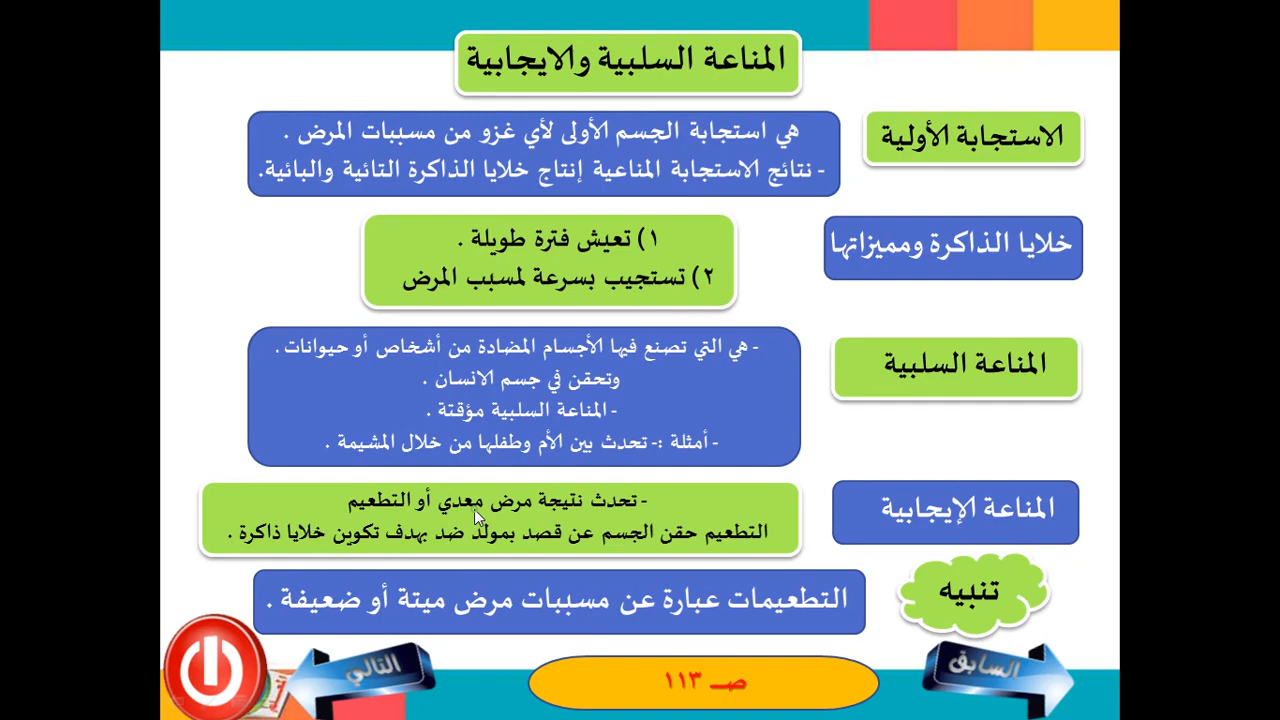 المناعة السلبية والايجابية
الاستجابة الأولية
هي استجابة الجسم الأولى لأي غزو من مسببات المرض .
- نتائج الاستجابة المناعية إنتاج خلايا الذاكرة التائية والبائية.
خلايا الذاكرة ومميزاتها
١) تعيش فترة طويلة .
٢) تستجيب بسرعة لمسبب المرض
المناعة السلبية
- هي التي تصنع فيها الأجسام المضادة من أشخاص أو حيوانات .
وتحقن في جسم الانسان .
- المناعة السلبية مؤقتة .
- أمثلة :- تحدث بين الأم وطفلها من خلال المشيمة .
المناعة الإيجابية
- تحدث نتيجة مرض معدي أو التطعيم
التطعيم حقن الجسم عن قصد بمولد ضد بهدف تكوين خلايا ذاكرة .
تنبيه
التطعيمات عبارة عن مسببات مرض ميتة أو ضعيفة .
السابق
صـ ١١٣
التالي